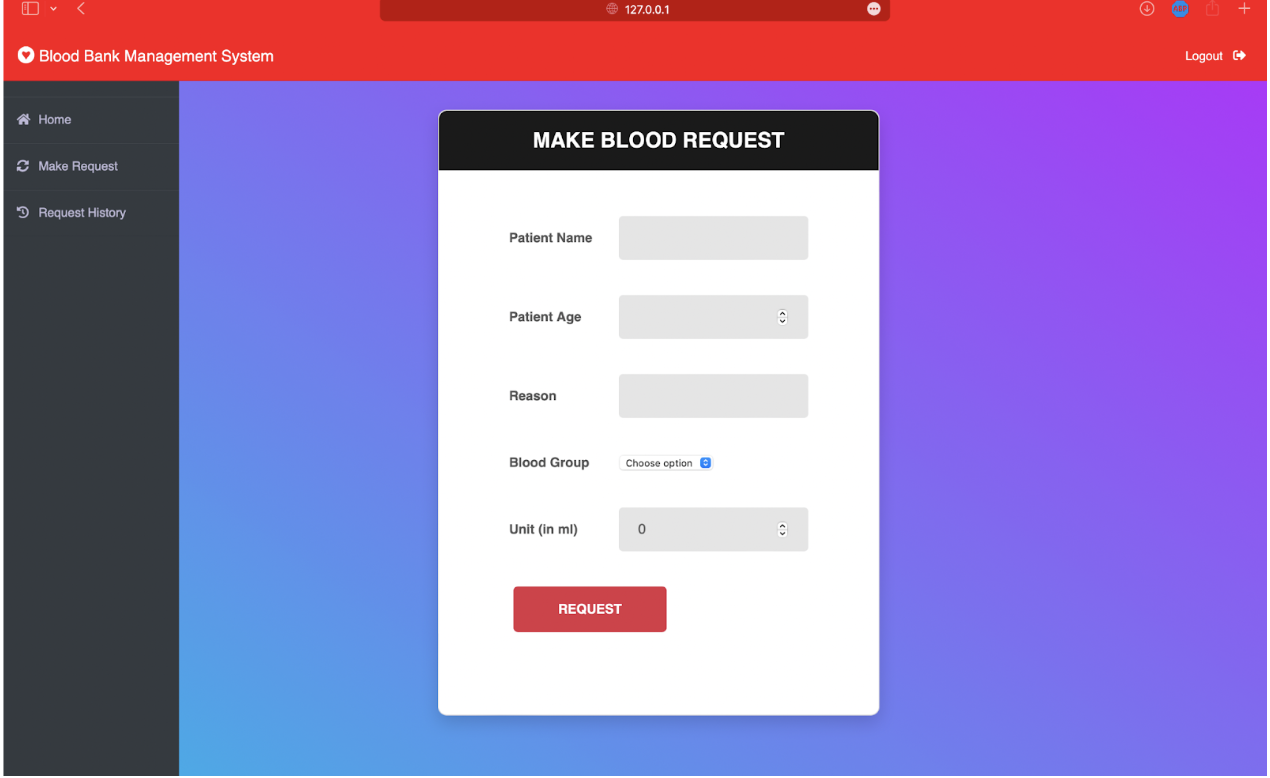 127.0.0.1
ABP
Blood Bank Management System
Logout
Home
Make Request
Request History
MAKE BLOOD REQUEST
Patient Name
Patient Age
Reason
Blood Group Choose option
Unit (in ml) 0
REQUEST